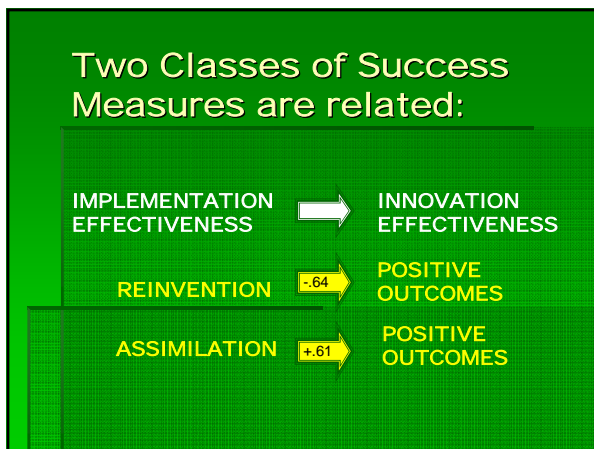 Two Classes of Success
Measures are related:
IMPLEMENTATION
EFFECTIVENESS
INNOVATION
EFFECTIVENESS
REINVENTION
-.64
POSITIVE
OUTCOMES
ASSIMILATION
+.61
POSITIVE
OUTCOMES